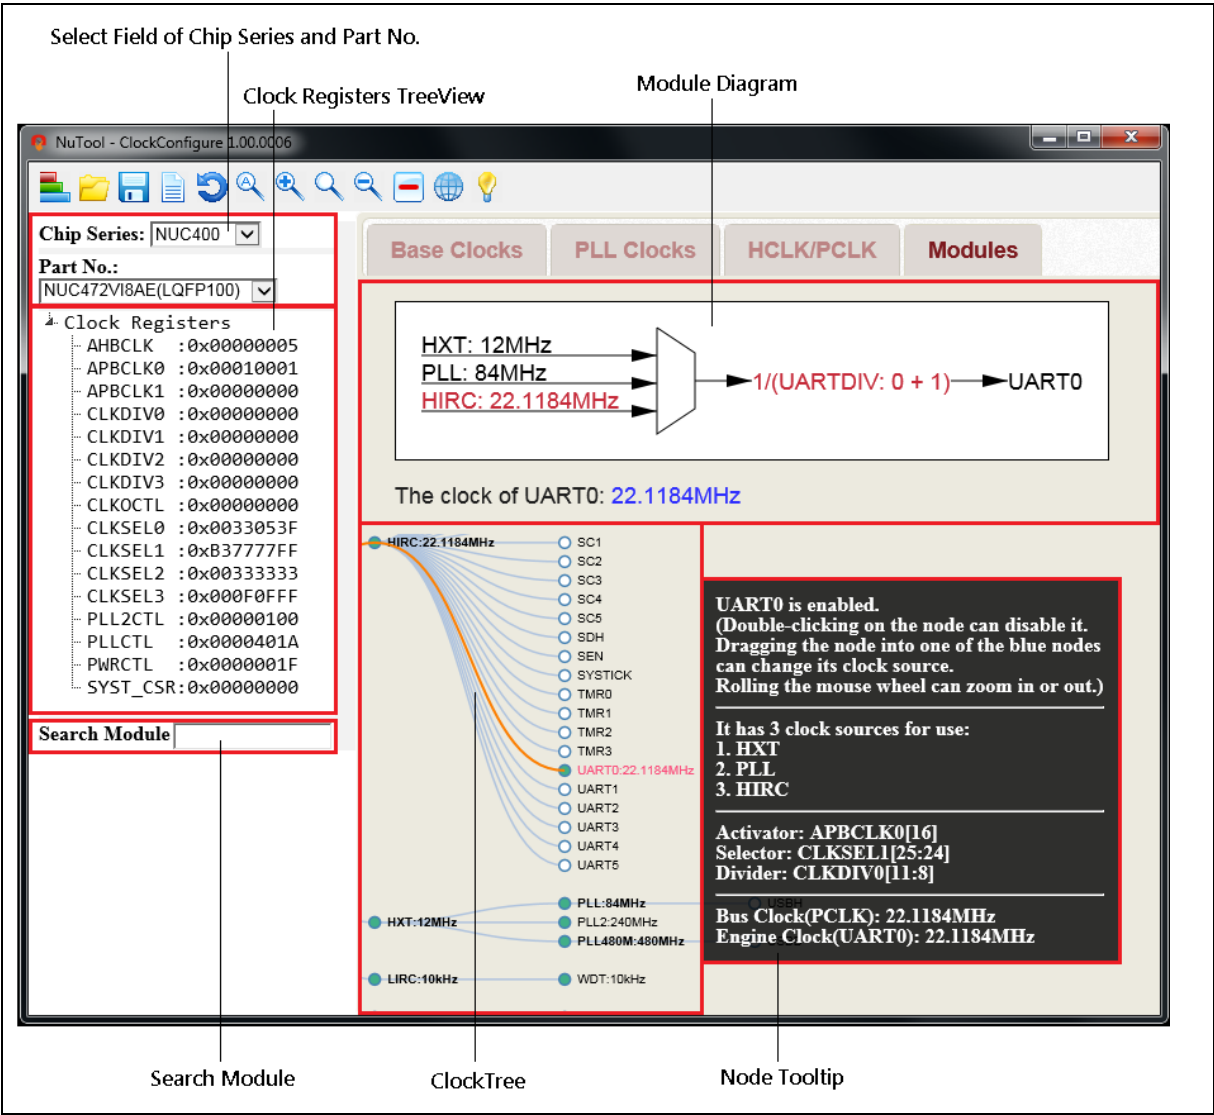 Select Field of Chip Series and Part No.
Clock Registers TreeView
Module Diagram
NuTool - ClockConfigure 1.00.0006
Chip Series: NUC400
Part No.:
NUC472VI8AE(LQFP100)
Clock Registers
AHBCLK :0x00000005
APBCLK0 :0x00010001
APBCLK1 :0x00000000
CLKDIV0 :0x00000000
CLKDIV1 :0x00000000
CLKDIV2 :0x00000000
CLKDIV3 :0x00000000
CLKOCTL :0x00000000
CLKSEL0 :0x0033053F
CLKSEL1 :0xB37777FF
CLKSEL2 :0x00333333
CLKSEL3 :0x000F0FFF
PLL2CTL :0x00000100
PLLCTL :0x0000401A
PWRCTL :0x0000001F
SYST_CSR:0x00000000
Search Module
Base Clocks PLL Clocks HCLK/PCLK Modules
HXT: 12MHz
PLL: 84MHz
HIRC: 22.1184MHz
1/(UARTDIV: 0 + 1) UART0
The clock of UART0: 22.1184MHz
HIRC:22.1184MHz
SC1
SC2
SC3
SC4
SC5
SDH
SEN
SYSTICK
TMR0
TMR1
TMR2
TMR3
UART0:22.1184MHz
UART1
UART2
UART3
UART4
UART5
PLL:84MHz
USBH
HXT:12MHz
PLL2:240MHz
PLL480M:480MHz
LIRC:10kHz
WDT:10kHz
UART0 is enabled.
(Double-clicking on the node can disable it.
Dragging the node into one of the blue nodes
can change its clock source.
Rolling the mouse wheel can zoom in or out.)
It has 3 clock sources for use:
1. HXT
2. PLL
3. HIRC
Activator: APBCLK0[16]
Selector: CLKSEL1[25:24]
Divider: CLKDIV0[11:8]
Bus Clock(PCLK): 22.1184MHz
Engine Clock(UART0): 22.1184MHz
Search Module
ClockTree
Node Tooltip